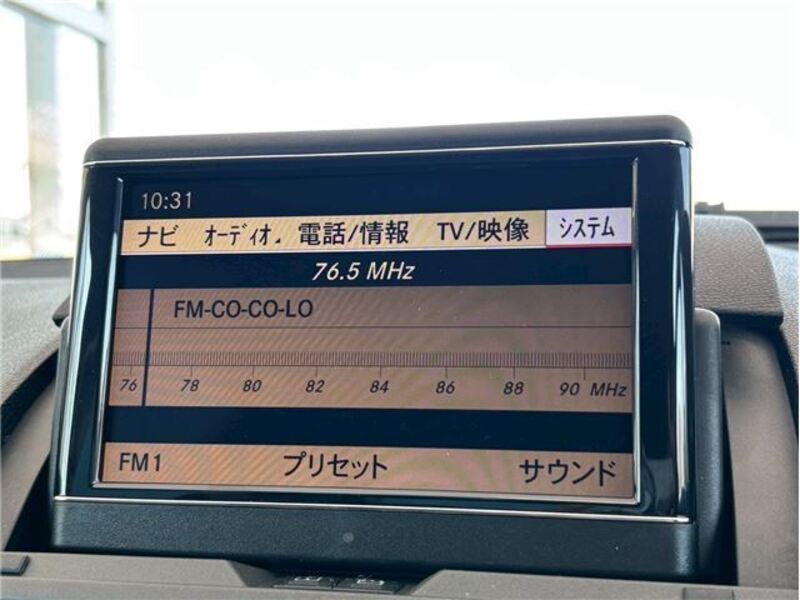 10:31
ナビ オーディオ 電話/情報 TV/映像 システム
76.5 MHz
FM-CO-CO-LO
76 78 80 82 84 86 88 90 MHz
FM1 プリセット サウンド